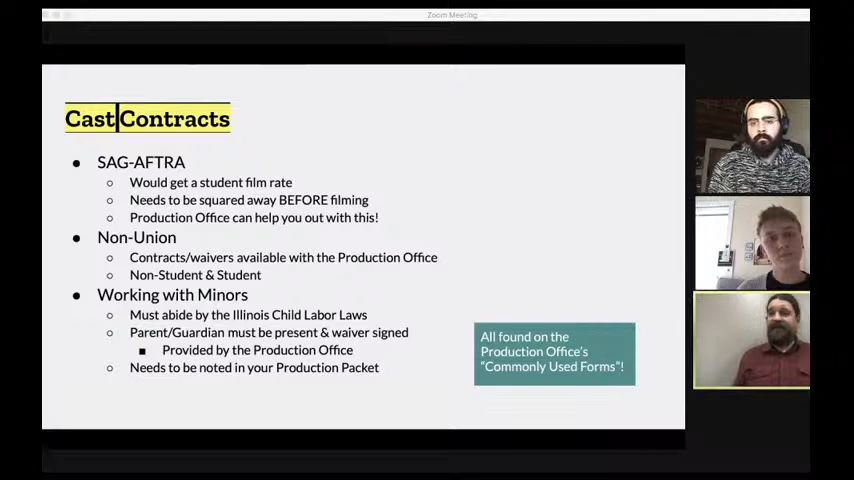 Zoom Meeting
Cast Contracts
SAG-AFTRA
Would get a student film rate
Needs to be squared away BEFORE filming
Production Office can help you out with this!
Non-Union
Contracts/waivers available with the Production Office
Non-Student & Student
Working with Minors
Must abide by the Illinois Child Labor Laws
Parent/Guardian must be present & waiver signed
Provided by the Production Office
Needs to be noted in your Production Packet
All found on the
Production Office's
"Commonly Used Forms"!